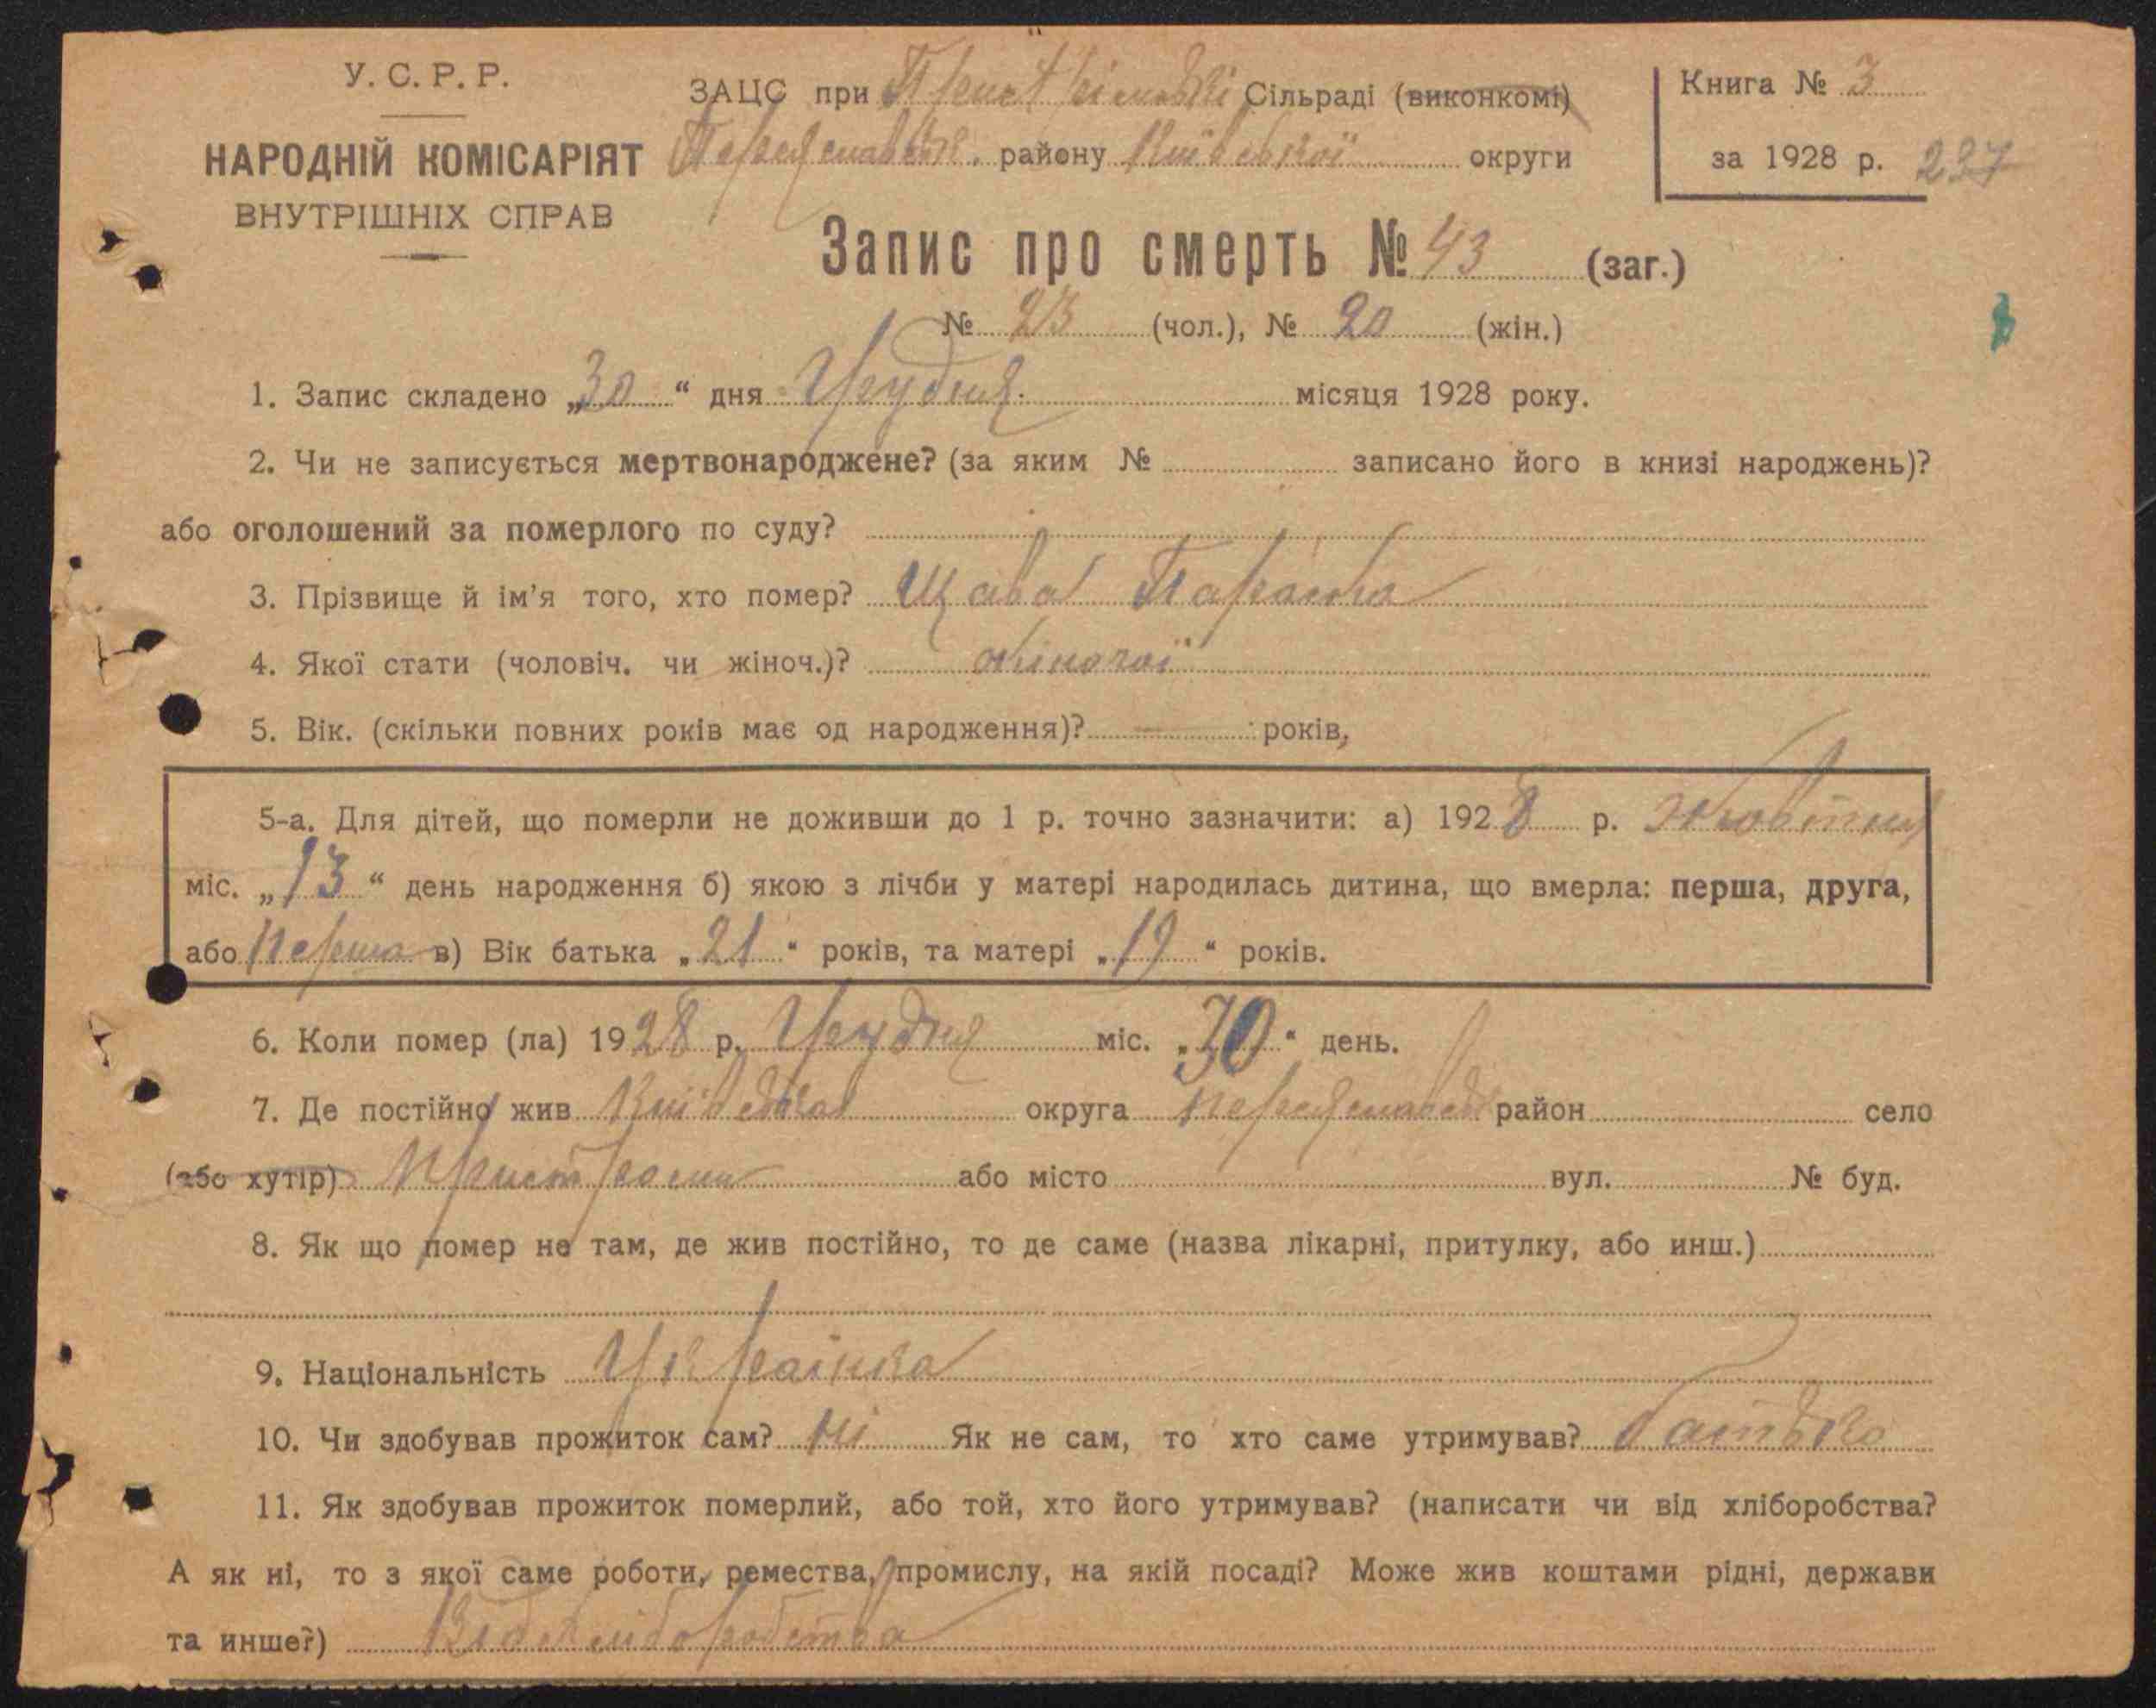 У. С. Р. Р.
НАРОДНІЙ КОМІСАРІЯТ
ВНУТРІШНІХ СПРАВ
ЗАЦС при Пристромській Сільраді (виконкомі)
Переяславськ. району Київської округи
Книга № 3
за 1928 р. 237
Запис про смерть № 43 (заг.)
№ 23 (чол.), № 20 (жін.)
1. Запис складено „30“ дня Грудня місяця 1928 року.
2. Чи не записується мертвонароджене? (за яким № записано його в книзі народжень)?
або оголошений за померлого по суду?
3. Прізвище й ім'я того, хто помер? Щава Параска
4. Якої стати (чоловіч. чи жіноч.)? жіночої
5. Вік. (скільки повних років має од народження)? — років,
5-а. Для дітей, що померли не доживши до 1 р. точно зазначити: а) 1928 р. Жовтня
міс. „13“ день народження б) якою з лічби у матері народилась дитина, що вмерла: перша, друга,
або перша в) Вік батька „21“ років, та матері „19“ років.
6. Коли помер (ла) 1928 р. Грудня міс. „30“ день.
7. Де постійно жив Київська округа Переяславськ район село
(або хутір) Пристроми або місто вул. № буд.
8. Як що помер не там, де жив постійно, то де саме (назва лікарні, притулку, або инш.)
9. Національність Українка
10. Чи здобував прожиток сам? Ні Як не сам, то хто саме утримував? батько
11. Як здобував прожиток померлий, або той, хто його утримував? (написати чи від хліборобства?
А як ні, то з якої саме роботи, ремества, промислу, на якій посаді? Може жив коштами рідні, держави
та инше?) Від хліборобства